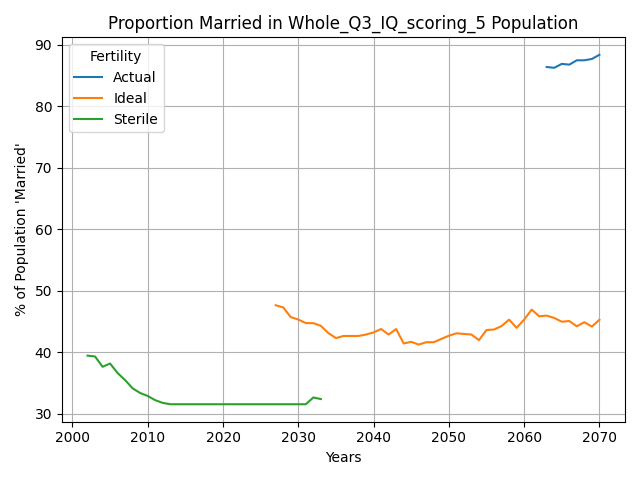 Proportion Married in Whole_Q3_IQ_scoring_5 Population
Fertility
Actual
Ideal
Sterile
% of Population 'Married'
90
80
70
60
50
40
30
2000
2010
2020
2030
2040
2050
2060
2070
Years